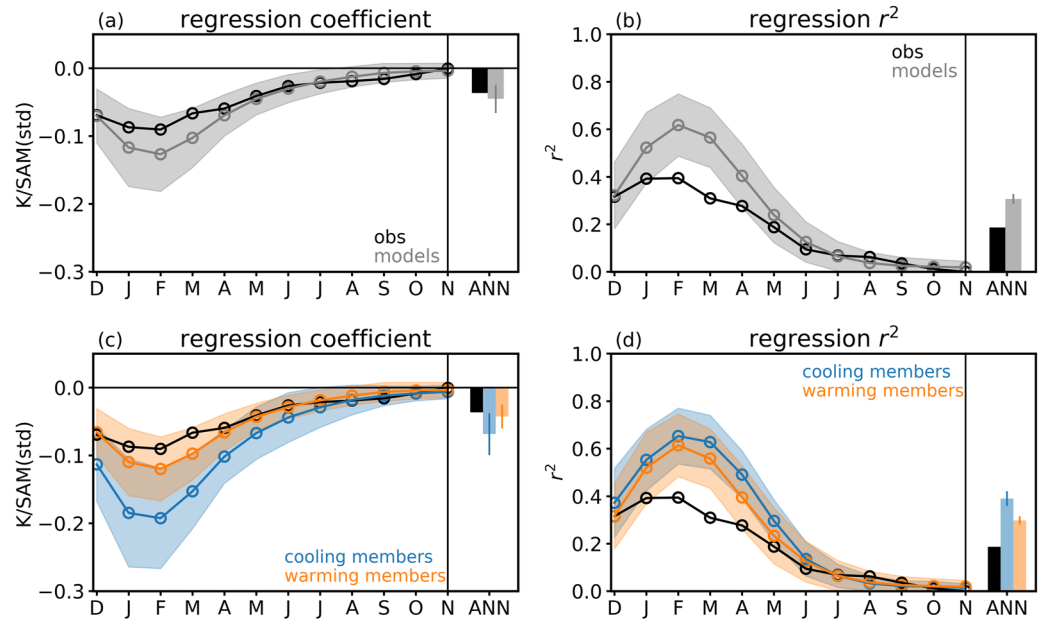 (a) regression coefficient
K/SAM(std)
0.0
−0.1
−0.2
−0.3
obs
models
D J F M A M J J A S O N ANN
(b) regression r²
r²
1.0
0.8
0.6
0.4
0.2
0.0
obs
models
D J F M A M J J A S O N ANN
(c) regression coefficient
K/SAM(std)
0.0
−0.1
−0.2
−0.3
cooling members
warming members
D J F M A M J J A S O N ANN
(d) regression r²
r²
1.0
0.8
0.6
0.4
0.2
0.0
cooling members
warming members
D J F M A M J J A S O N ANN